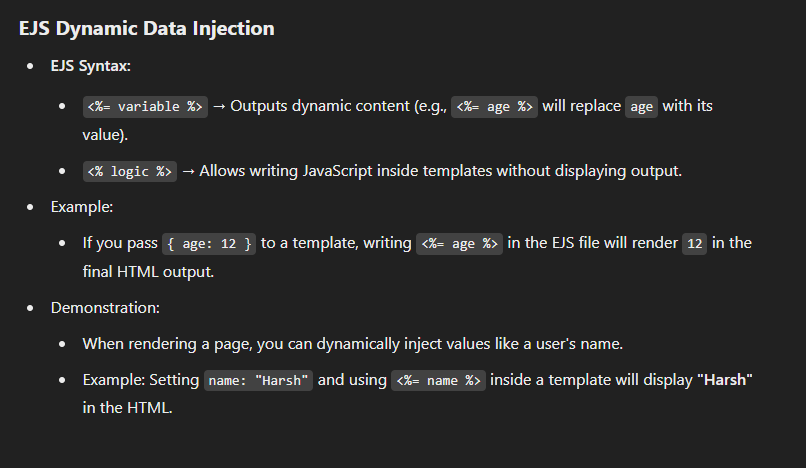 EJS Dynamic Data Injection
• EJS Syntax:
• <%= variable %> → Outputs dynamic content (e.g., <%= age %> will replace age with its
value).
• <% logic %> → Allows writing JavaScript inside templates without displaying output.
• Example:
• If you pass { age: 12 } to a template, writing <%= age %> in the EJS file will render 12 in the
final HTML output.
• Demonstration:
• When rendering a page, you can dynamically inject values like a user's name.
• Example: Setting name: "Harsh" and using <%= name %> inside a template will display "Harsh"
in the HTML.